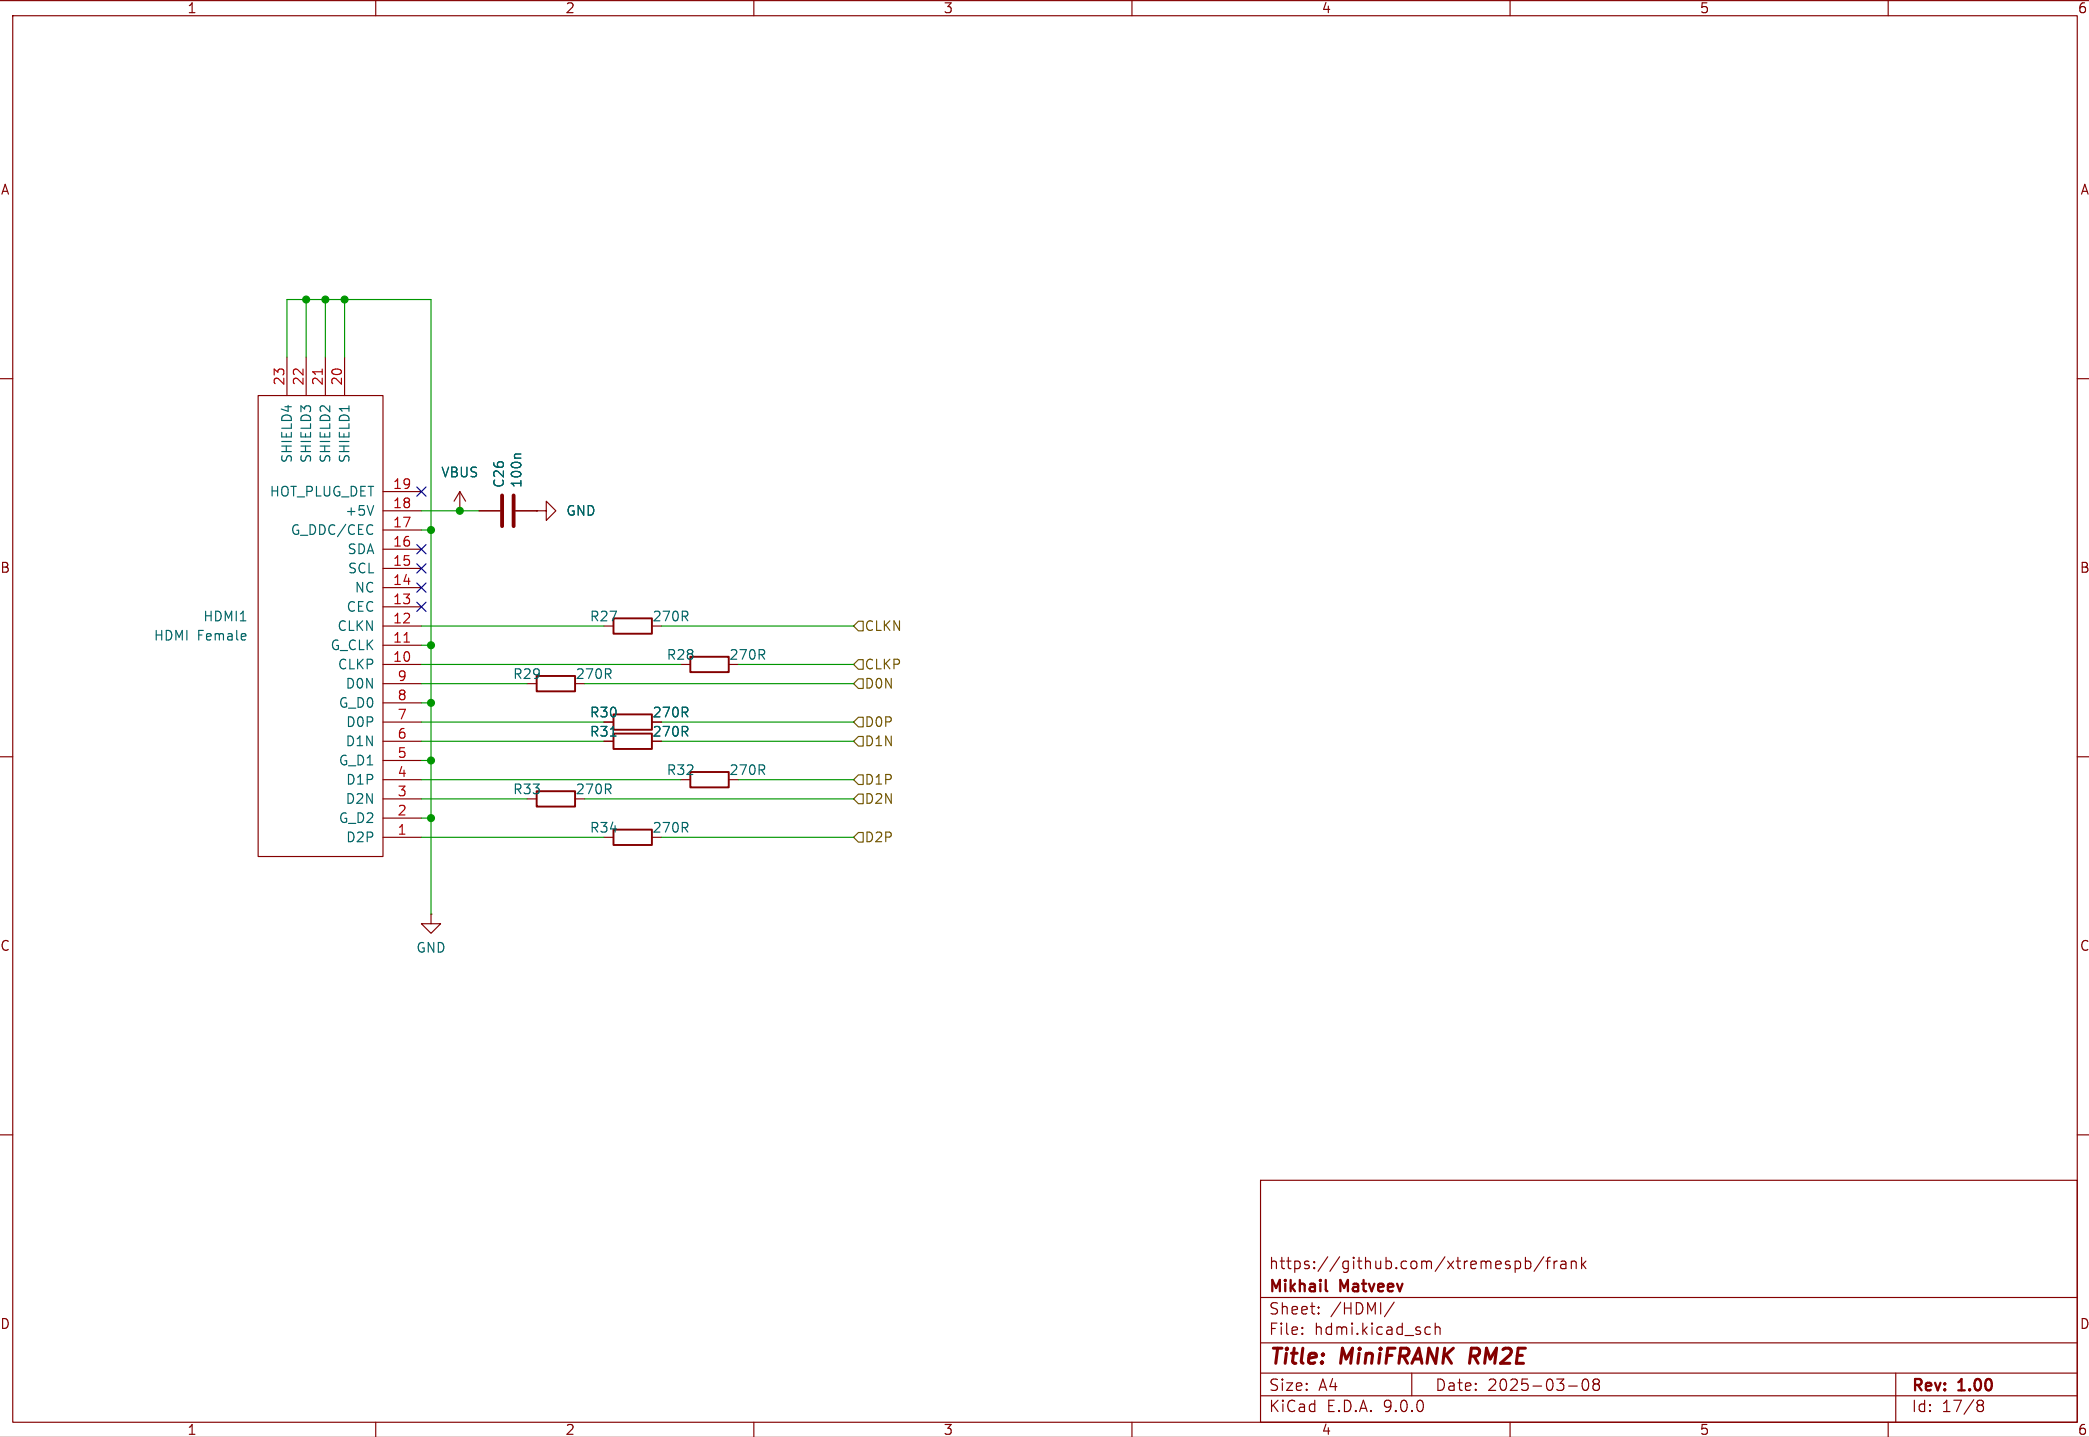 1 2 3 4 5 6
A A
B B
C C
D D
23 22 21 20
SHIELD4 SHIELD3 SHIELD2 SHIELD1
HDMI1
HDMI Female
HOT_PLUG_DET 19
+5V 18
G_DDC/CEC 17
SDA 16
SCL 15
NC 14
CEC 13
CLKN 12
G_CLK 11
CLKP 10
D0N 9
G_D0 8
D0P 7
D1N 6
G_D1 5
D1P 4
D2N 3
G_D2 2
D2P 1
VBUS
C26
100n
GND
R27 270R
CLKN
R28 270R
CLKP
R29 270R
D0N
R30 270R
D0P
R31 270R
D1N
R32 270R
D1P
R33 270R
D2N
R34 270R
D2P
GND
https://github.com/xtremespb/frank
Mikhail Matveev
Sheet: /HDMI/
File: hdmi.kicad_sch
Title: MiniFRANK RM2E
Size: A4 Date: 2025-03-08 Rev: 1.00
KiCad E.D.A. 9.0.0 Id: 17/8
1 2 3 4 5 6